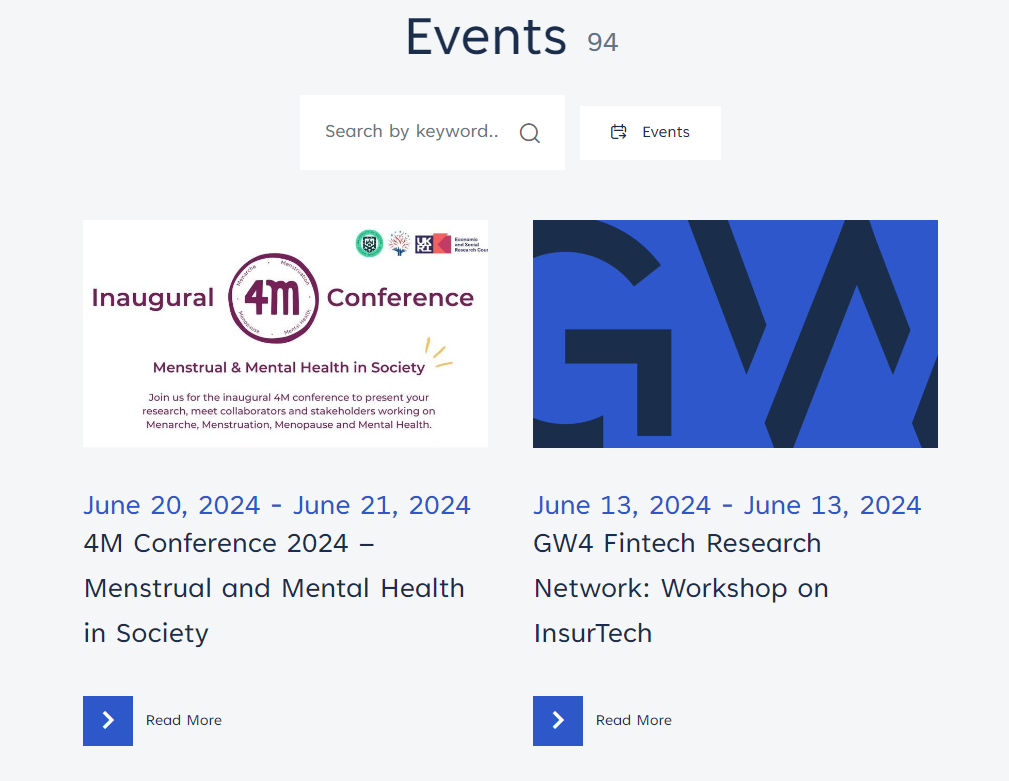 Events 94
Search by keyword..
Events
UKRI
Economic
and Social
Research Coun
Inaugural 4m Conference
Menarche
Menstruation
Menopause
Mental Health
Menstrual & Mental Health in Society
Join us for the inaugural 4M conference to present your
research, meet collaborators and stakeholders working on
Menarche, Menstruation, Menopause and Mental Health.
GW4
June 20, 2024 - June 21, 2024
4M Conference 2024 –
Menstrual and Mental Health
in Society
Read More
June 13, 2024 - June 13, 2024
GW4 Fintech Research
Network: Workshop on
InsurTech
Read More